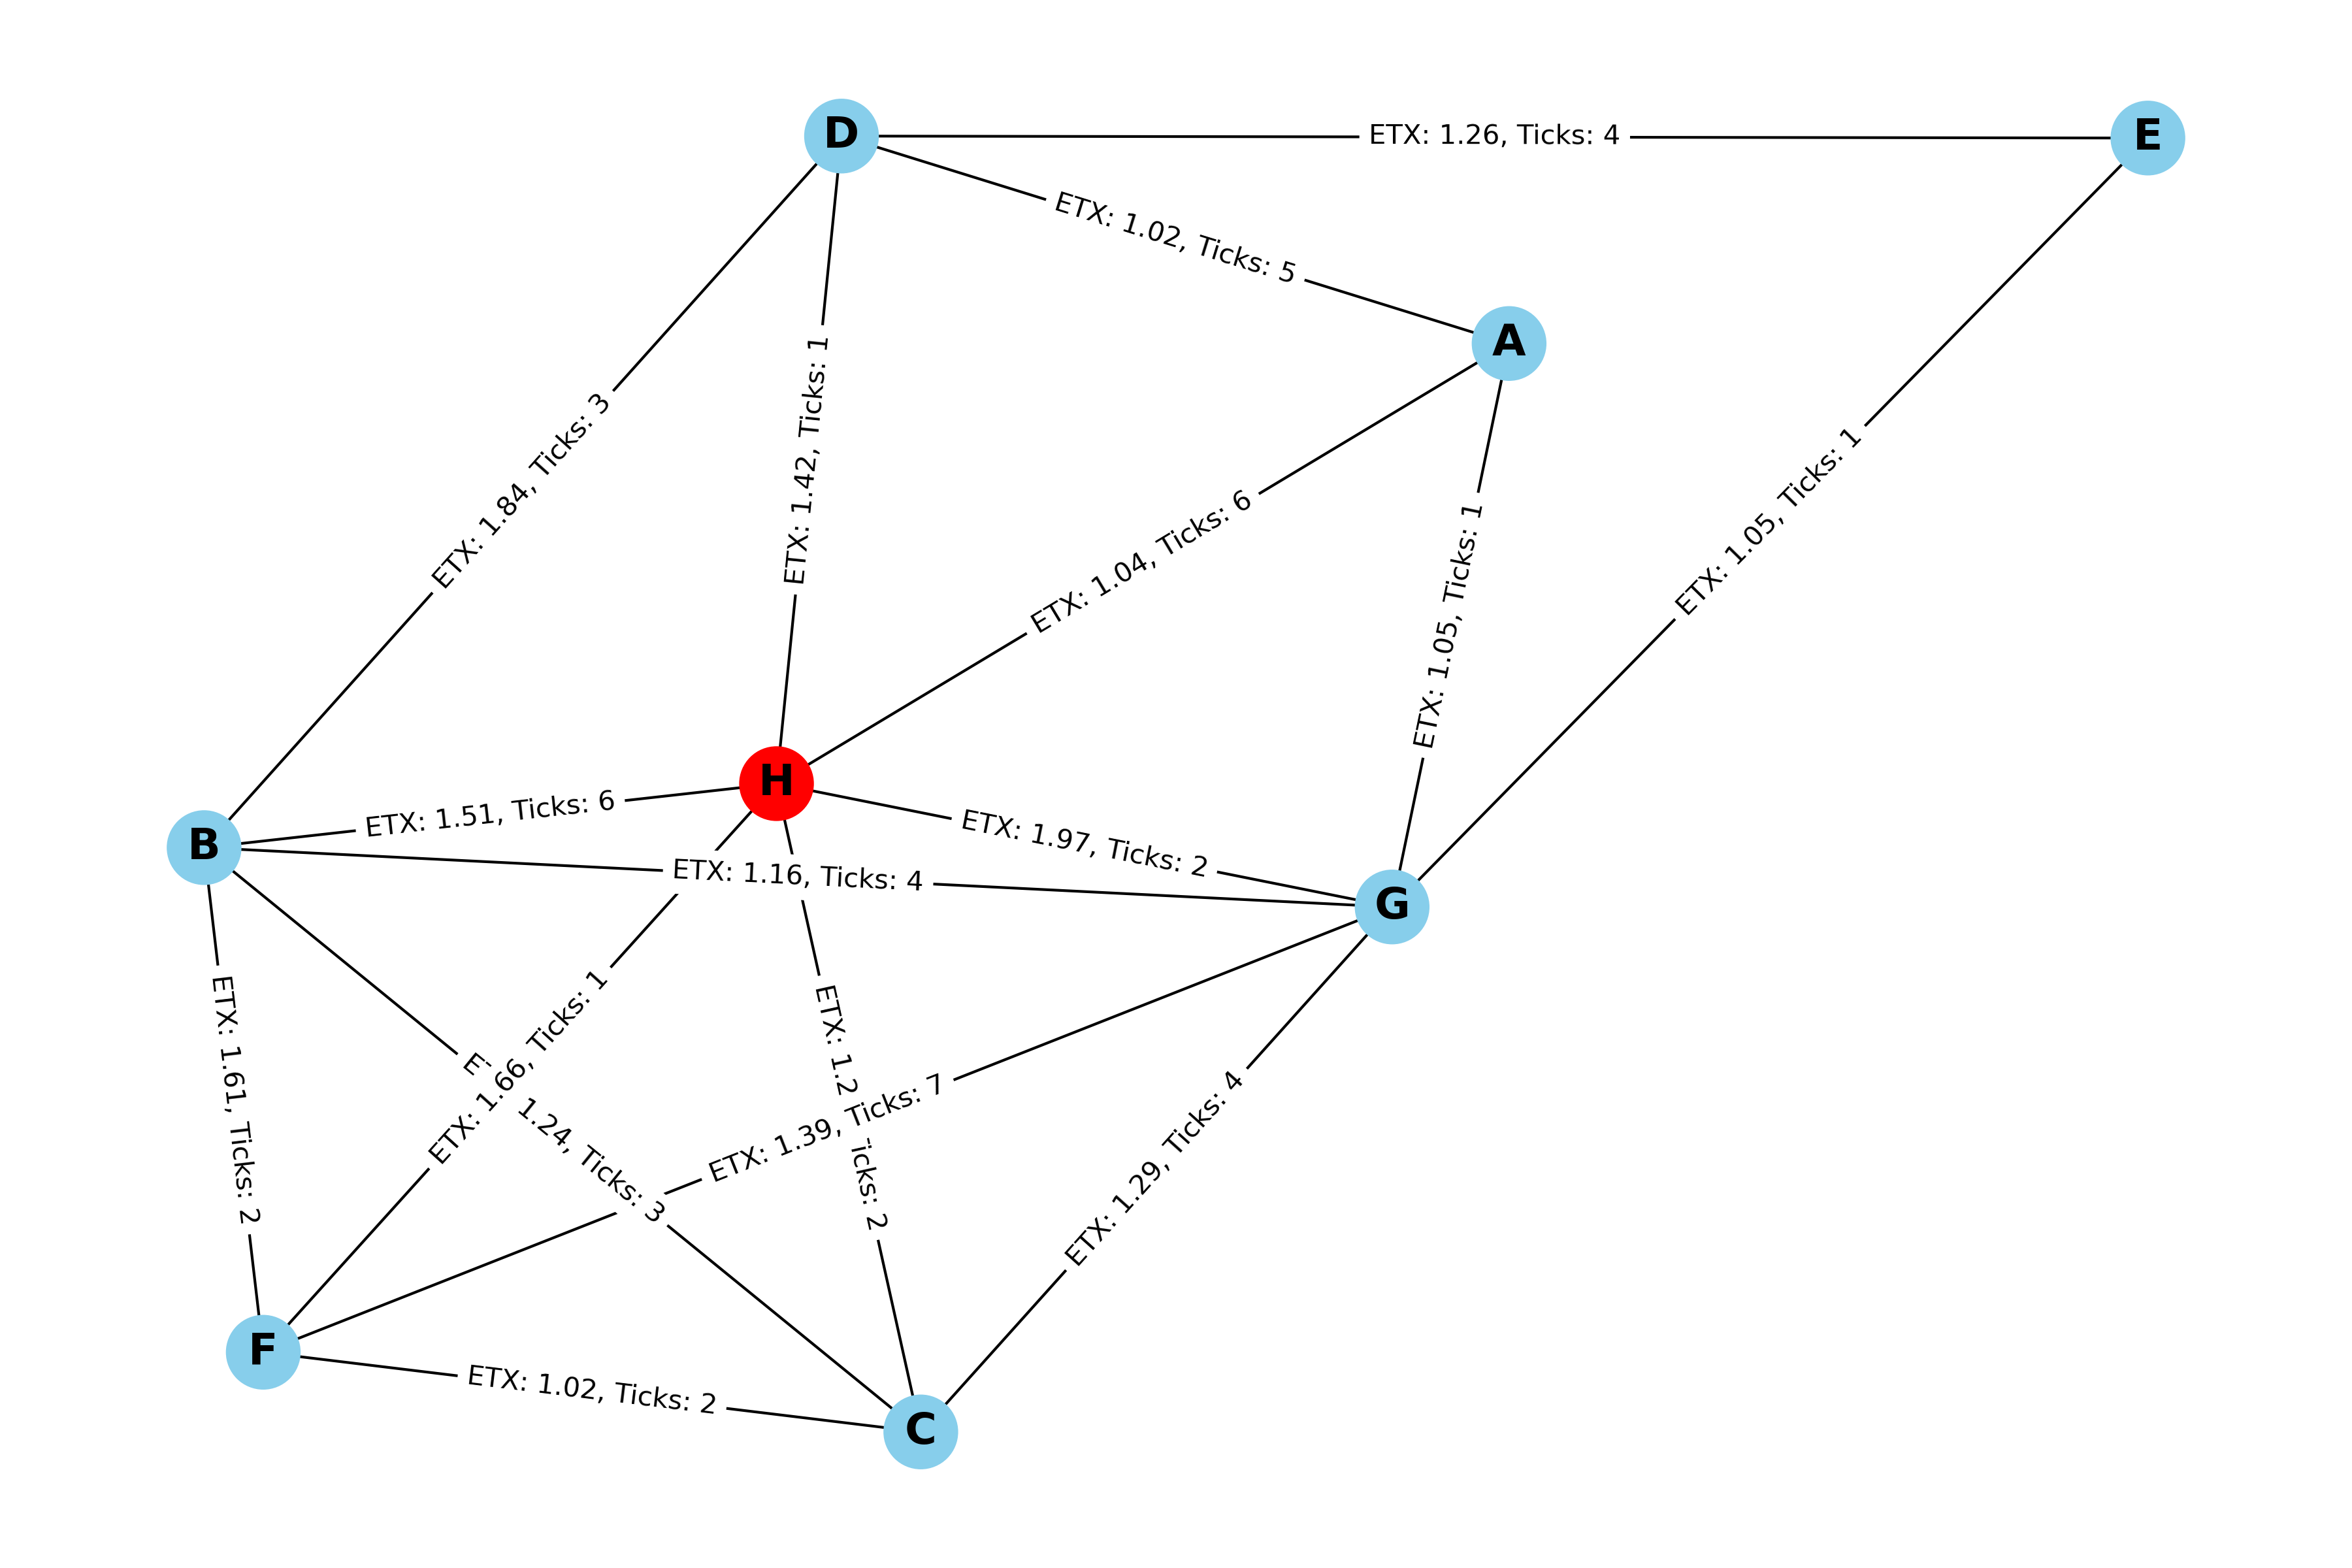 D
E
ETX: 1.26, Ticks: 4
ETX: 1.02, Ticks: 5
A
ETX: 1.42, Ticks: 1
ETX: 1.84, Ticks: 3
ETX: 1.04, Ticks: 6
ETX: 1.05, Ticks: 1
ETX: 1.05, Ticks: 1
H
B
ETX: 1.51, Ticks: 6
ETX: 1.97, Ticks: 2
ETX: 1.16, Ticks: 4
G
ETX: 1.61, Ticks: 2
ETX: 1.66, Ticks: 1
1.24, Ticks: 3
ETX: 1.2
icks: 2
ETX: 1.39, Ticks: 7
ETX: 1.29, Ticks: 4
F
ETX: 1.02, Ticks: 2
C